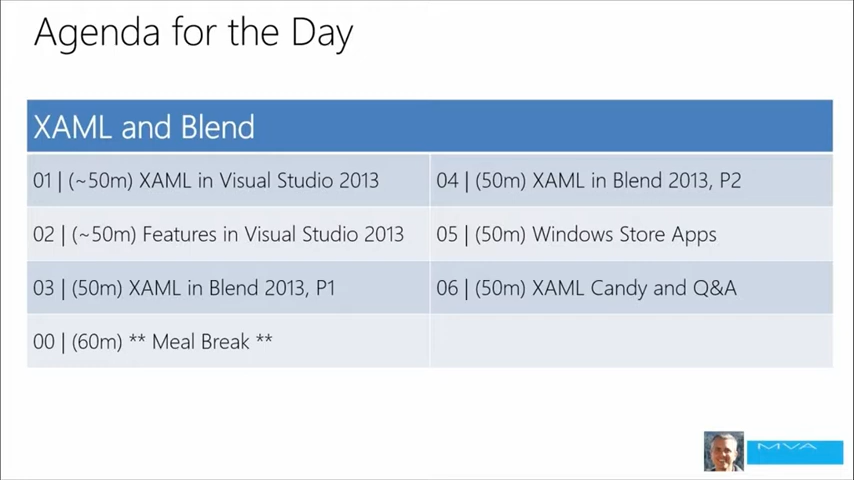 Agenda for the Day
XAML and Blend
01 | (~50m) XAML in Visual Studio 2013
02 | (~50m) Features in Visual Studio 2013
03 | (50m) XAML in Blend 2013, P1
00 | (60m) ** Meal Break **
04 | (50m) XAML in Blend 2013, P2
05 | (50m) Windows Store Apps
06 | (50m) XAML Candy and Q&A
MVA